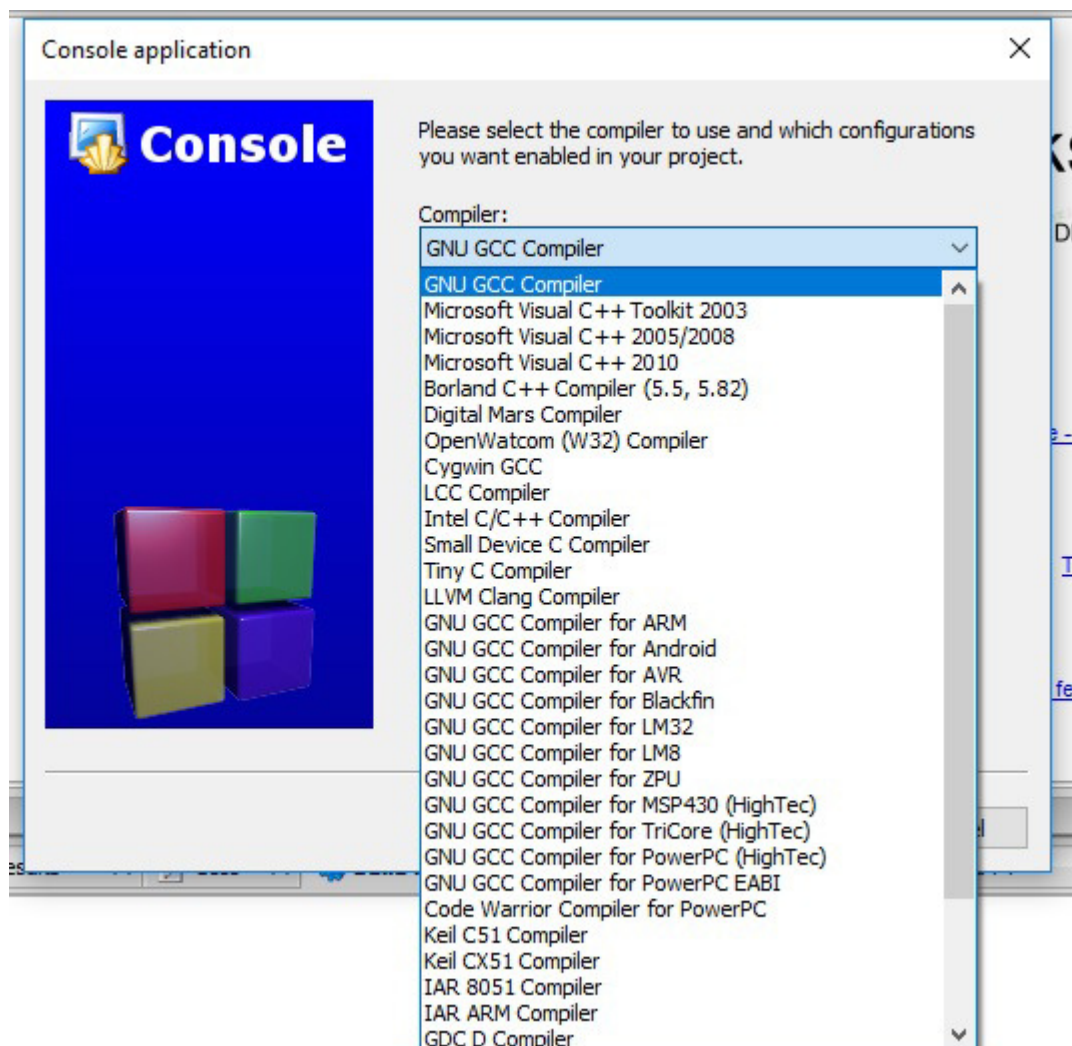 Console application
Console
Please select the compiler to use and which configurations
you want enabled in your project.
Compiler:
GNU GCC Compiler
GNU GCC Compiler
Microsoft Visual C++ Toolkit 2003
Microsoft Visual C++ 2005/2008
Microsoft Visual C++ 2010
Borland C++ Compiler (5.5, 5.82)
Digital Mars Compiler
OpenWatcom (W32) Compiler
Cygwin GCC
LCC Compiler
Intel C/C++ Compiler
Small Device C Compiler
Tiny C Compiler
LLVM Clang Compiler
GNU GCC Compiler for ARM
GNU GCC Compiler for Android
GNU GCC Compiler for AVR
GNU GCC Compiler for Blackfin
GNU GCC Compiler for LM32
GNU GCC Compiler for LM8
GNU GCC Compiler for ZPU
GNU GCC Compiler for MSP430 (HighTec)
GNU GCC Compiler for TriCore (HighTec)
GNU GCC Compiler for PowerPC (HighTec)
GNU GCC Compiler for PowerPC EABI
Code Warrior Compiler for PowerPC
Keil C51 Compiler
Keil CX51 Compiler
IAR 8051 Compiler
IAR ARM Compiler
GDC D Compiler